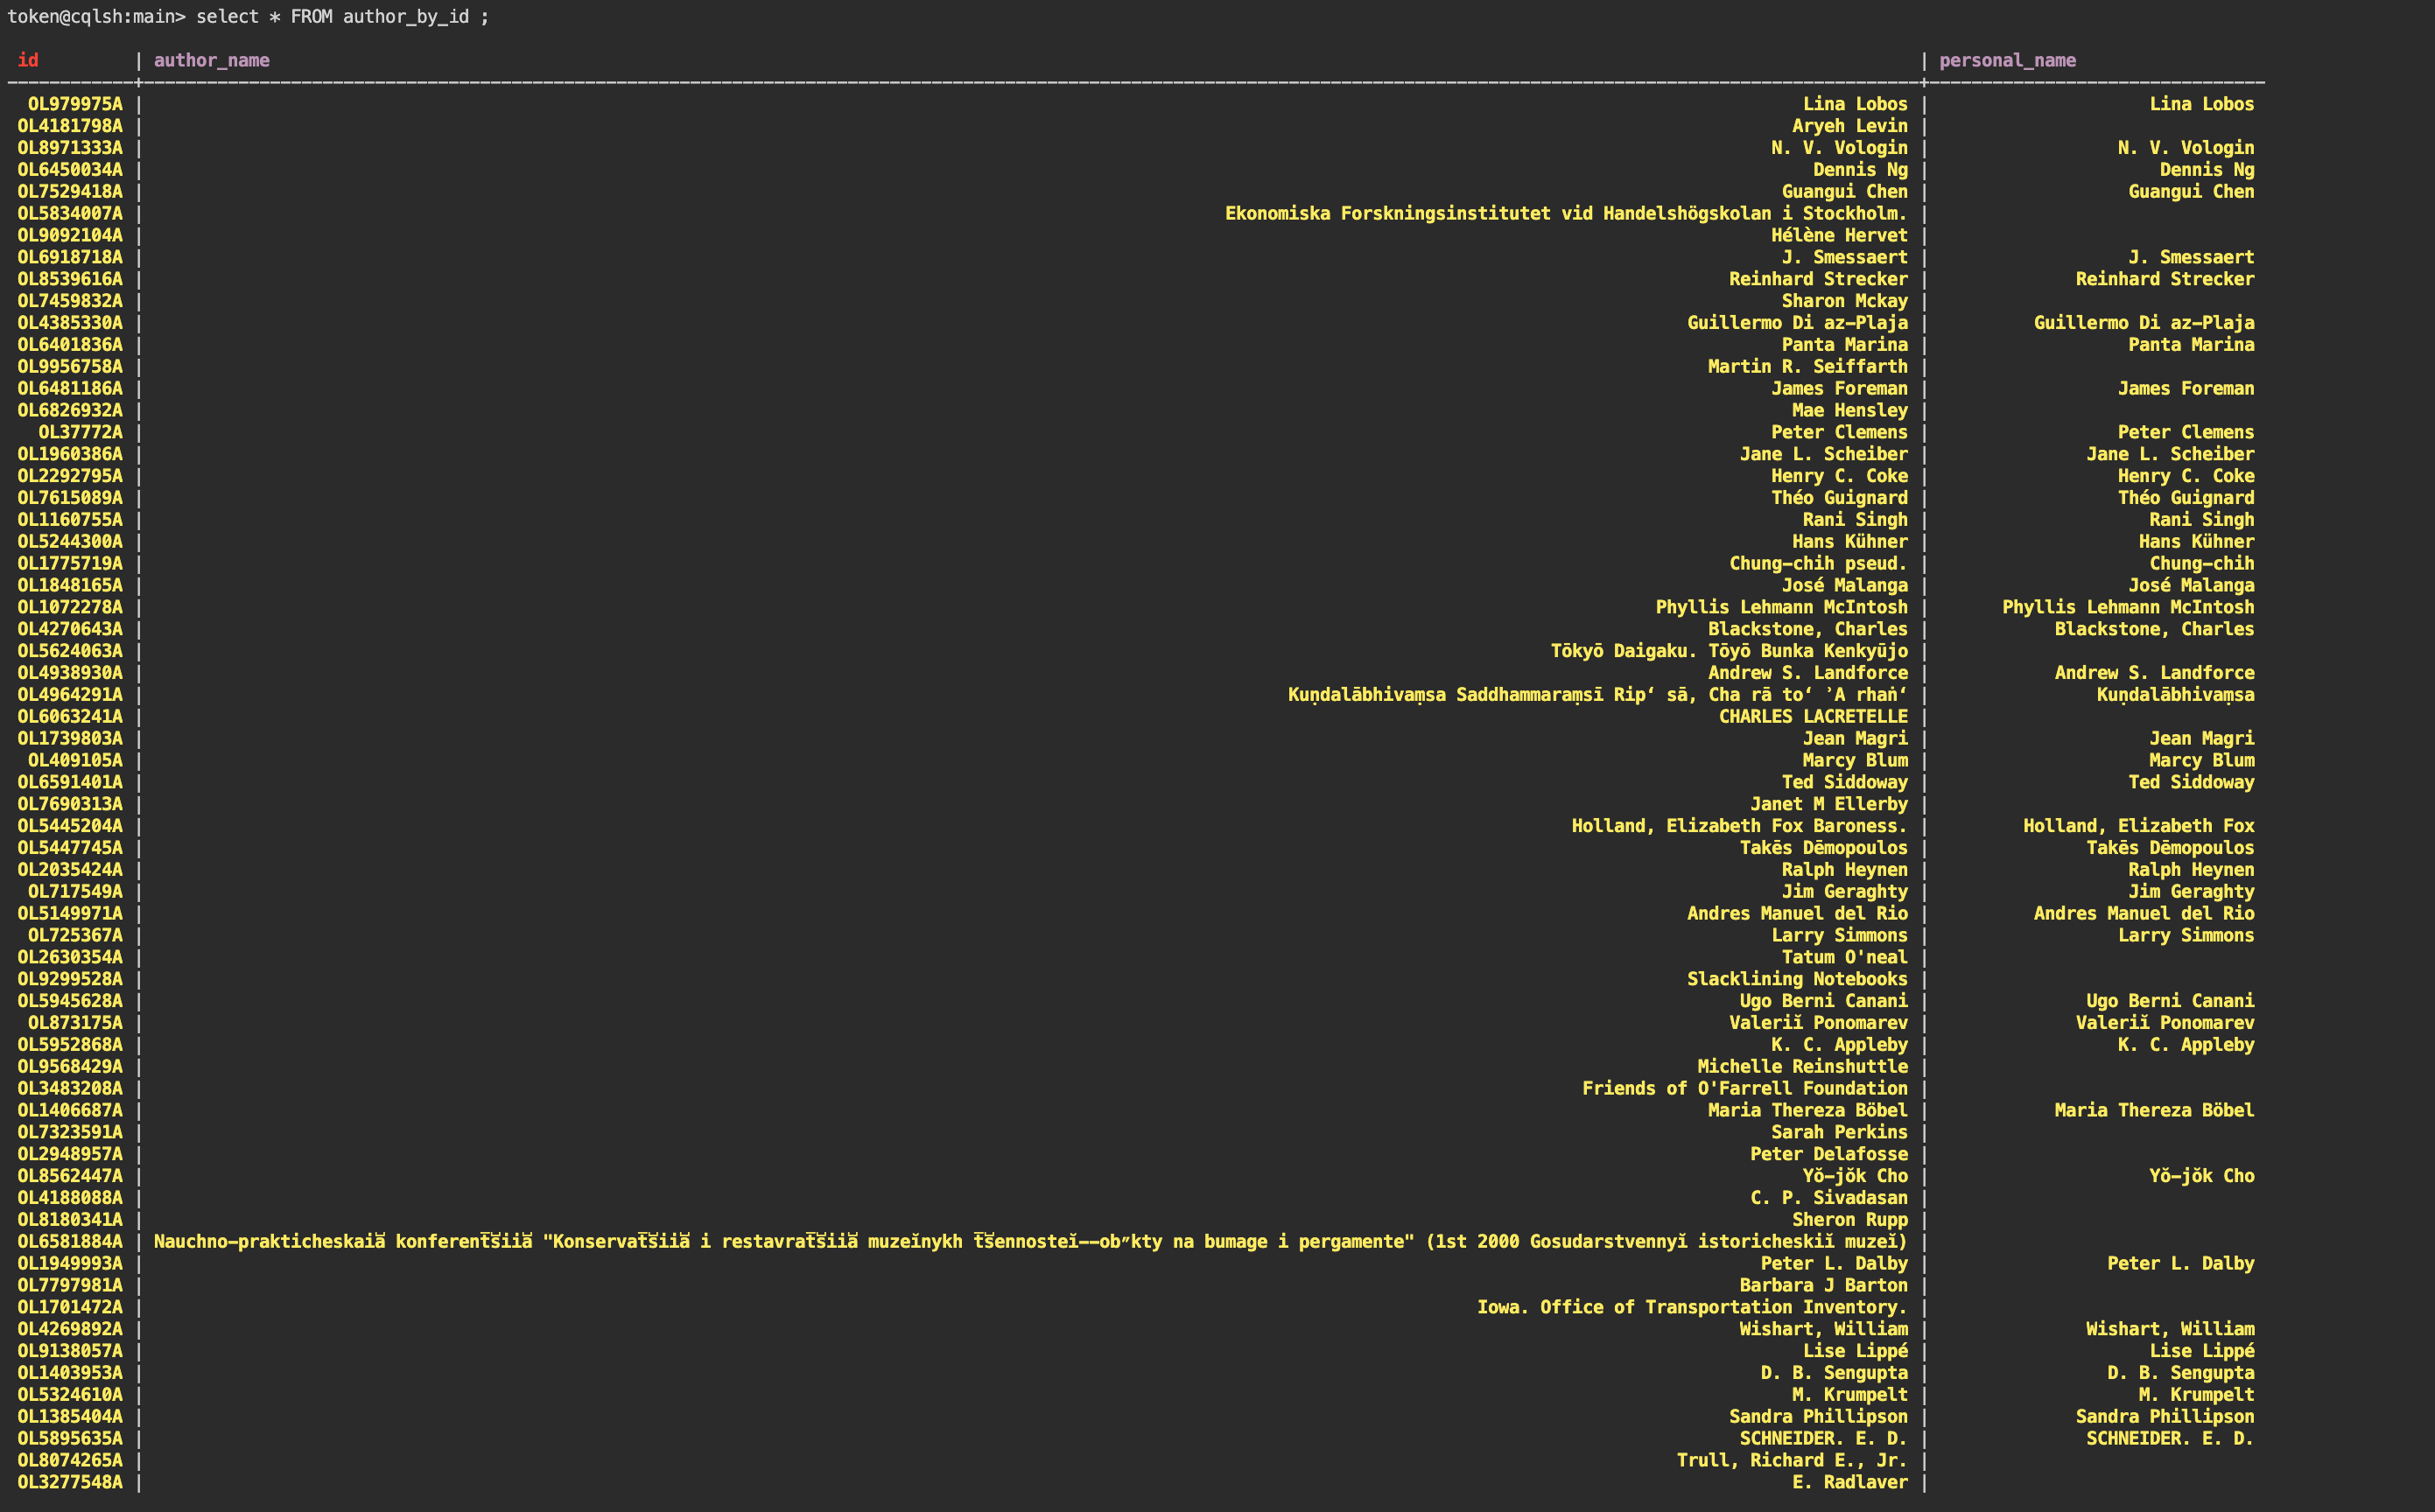 token@cqlsh:main> select * FROM author_by_id ;
id | author_name | personal_name
OL979975A | Lina Lobos | Lina Lobos
OL4181798A | Aryeh Levin |
OL8971333A | N. V. Vologin | N. V. Vologin
OL6450034A | Dennis Ng | Dennis Ng
OL7529418A | Guangui Chen | Guangui Chen
OL5834007A | Ekonomiska Forskningsinstitutet vid Handelshögskolan i Stockholm. |
OL9092104A | Hélène Hervet |
OL6918718A | J. Smessaert | J. Smessaert
OL8539616A | Reinhard Strecker | Reinhard Strecker
OL7459832A | Sharon Mckay |
OL4385330A | Guillermo Di az-Plaja | Guillermo Di az-Plaja
OL6401836A | Panta Marina | Panta Marina
OL9956758A | Martin R. Seiffarth |
OL6481186A | James Foreman | James Foreman
OL6826932A | Mae Hensley |
OL37772A | Peter Clemens | Peter Clemens
OL1960386A | Jane L. Scheiber | Jane L. Scheiber
OL2292795A | Henry C. Coke | Henry C. Coke
OL7615089A | Théo Guignard | Théo Guignard
OL1160755A | Rani Singh | Rani Singh
OL5244300A | Hans Kühner | Hans Kühner
OL1775719A | Chung-chih pseud. | Chung-chih
OL1848165A | José Malanga | José Malanga
OL1072278A | Phyllis Lehmann McIntosh | Phyllis Lehmann McIntosh
OL4270643A | Blackstone, Charles | Blackstone, Charles
OL5624063A | Tōkyō Daigaku. Tōyō Bunka Kenkyūjo |
OL4938930A | Andrew S. Landforce | Andrew S. Landforce
OL4964291A | Kuṇḍalābhivaṃsa Saddhammaraṃsī Ripʻ sā, Cha rā toʻ ʾA rhaṅʻ | Kuṇḍalābhivaṃsa
OL6063241A | CHARLES LACRETELLE |
OL1739803A | Jean Magri | Jean Magri
OL409105A | Marcy Blum | Marcy Blum
OL6591401A | Ted Siddoway | Ted Siddoway
OL7690313A | Janet M Ellerby |
OL5445204A | Holland, Elizabeth Fox Baroness. | Holland, Elizabeth Fox
OL5447745A | Takēs Dēmopoulos | Takēs Dēmopoulos
OL2035424A | Ralph Heynen | Ralph Heynen
OL717549A | Jim Geraghty | Jim Geraghty
OL5149971A | Andres Manuel del Rio | Andres Manuel del Rio
OL725367A | Larry Simmons | Larry Simmons
OL2630354A | Tatum O'neal |
OL9299528A | Slacklining Notebooks |
OL5945628A | Ugo Berni Canani | Ugo Berni Canani
OL873175A | Valeriĭ Ponomarev | Valeriĭ Ponomarev
OL5952868A | K. C. Appleby | K. C. Appleby
OL9568429A | Michelle Reinshuttle |
OL3483208A | Friends of O'Farrell Foundation |
OL1406687A | Maria Thereza Böbel | Maria Thereza Böbel
OL7323591A | Sarah Perkins |
OL2948957A | Peter Delafosse |
OL8562447A | Yŏ-jŏk Cho | Yŏ-jŏk Cho
OL4188088A | C. P. Sivadasan |
OL8180341A | Sheron Rupp |
OL6581884A | Nauchno-prakticheskai͡a konferent͡sii͡a "Konservat͡sii͡a i restavrat͡sii͡a muzeĭnykh t͡sennosteĭ--obʺkty na bumage i pergamente" (1st 2000 Gosudarstvennyĭ istoricheskiĭ muzeĭ) |
OL1949993A | Peter L. Dalby | Peter L. Dalby
OL7797981A | Barbara J Barton |
OL1701472A | Iowa. Office of Transportation Inventory. |
OL4269892A | Wishart, William | Wishart, William
OL9138057A | Lise Lippé | Lise Lippé
OL1403953A | D. B. Sengupta | D. B. Sengupta
OL5324610A | M. Krumpelt | M. Krumpelt
OL1385404A | Sandra Phillipson | Sandra Phillipson
OL5895635A | SCHNEIDER. E. D. | SCHNEIDER. E. D.
OL8074265A | Trull, Richard E., Jr. |
OL3277548A | E. Radlaver |